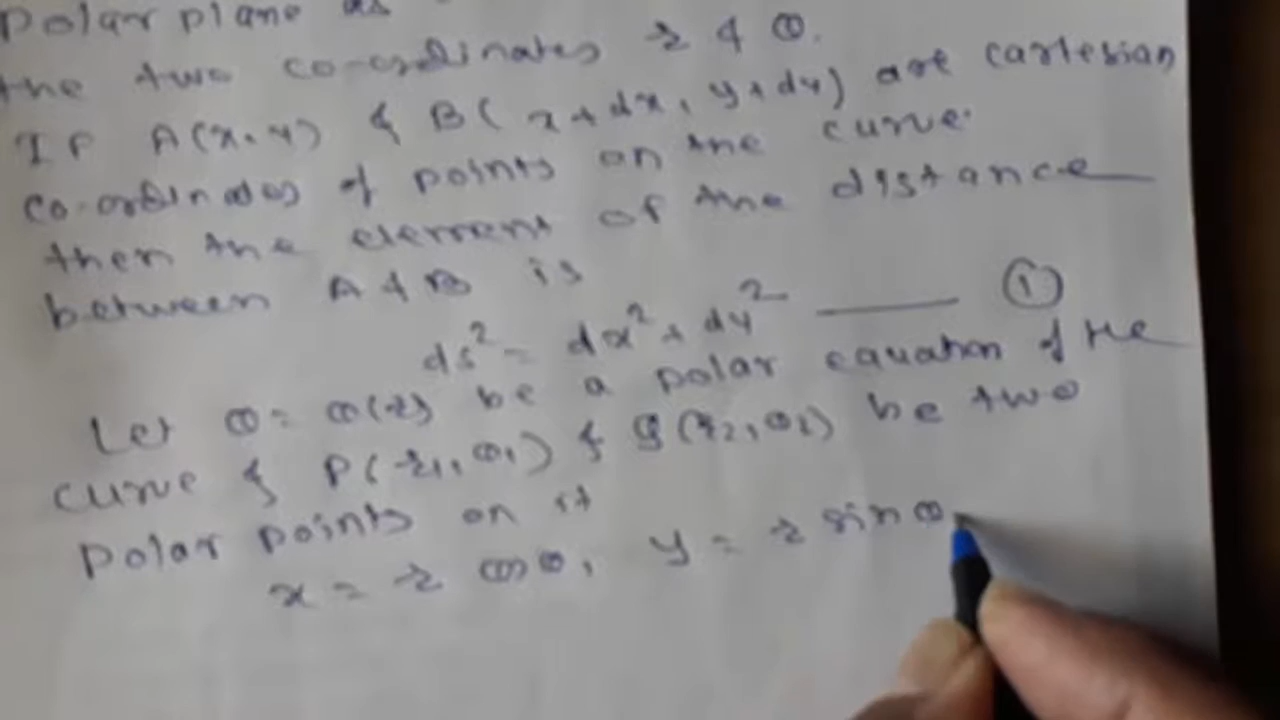 Polar plane as
the two co-ordinates r & θ.
If A(x,y) & B(x+dx, y+dy) are cartesian
co-ordinates of points on the curve.
then the element of the distance
between A & B is
ds² = dx² + dy² ——— ①
Let θ = θ(r) be a polar equation of the
curve & P(r₁, θ₁) & Q(r₂, θ₂) be two
polar points on it
x = r cos θ, y = r sin θ